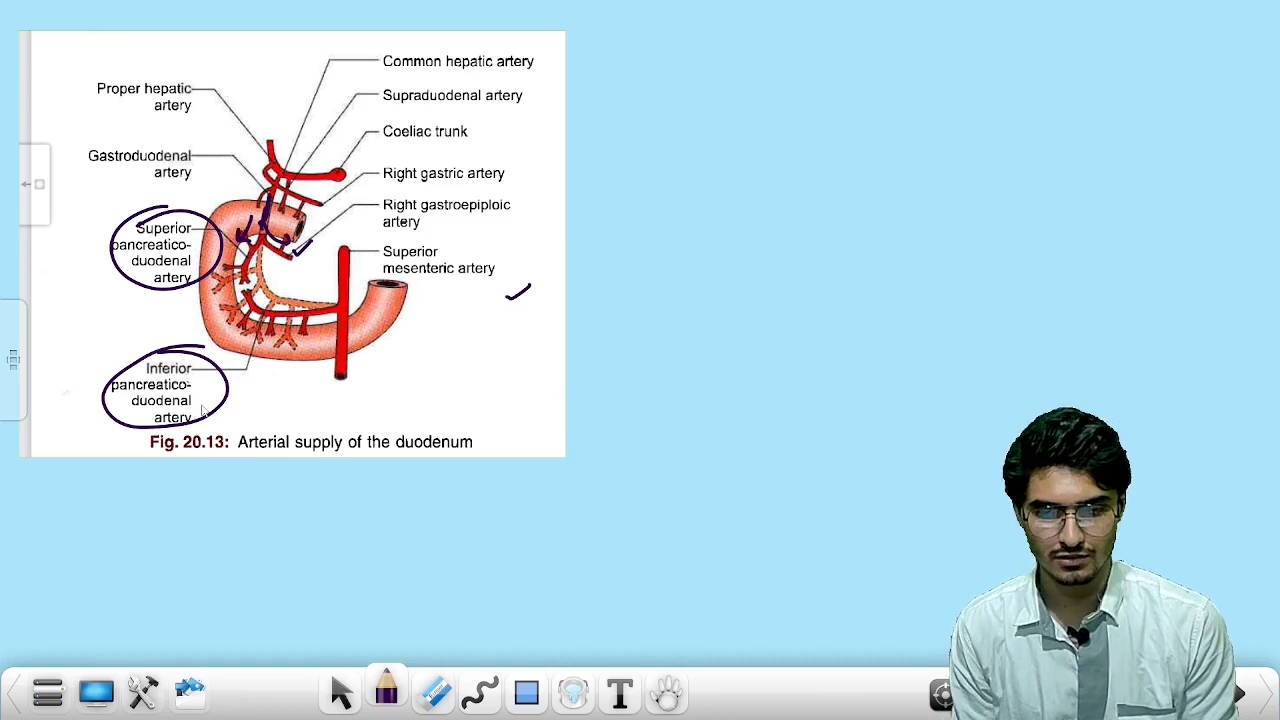 Common hepatic artery
Proper hepatic
artery
Supraduodenal artery
Coeliac trunk
Gastroduodenal
artery
Right gastric artery
Right gastroepiploic
artery
Superior
pancreatico-
duodenal
artery
Superior
mesenteric artery
Inferior
pancreatico-
duodenal
artery
Fig. 20.13: Arterial supply of the duodenum
T